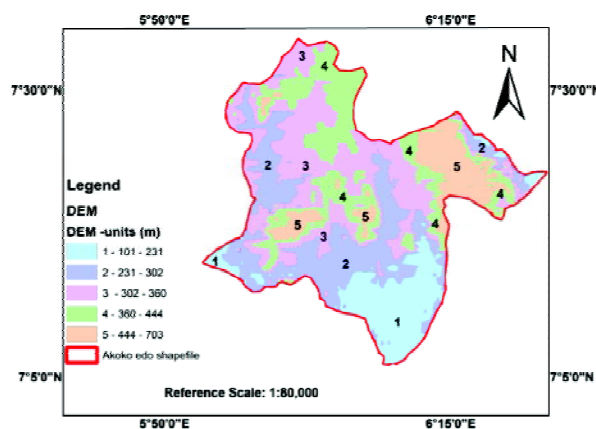 5°50'0"E 6°15'0"E
N
7°30'0"N 7°30'0"N
3
4
4
2
2
3
5
4
4
5
5
4
3
1
2
1
Legend
DEM
DEM -units (m)
1 - 101 - 231
2 - 231 - 302
3 - 302 - 360
4 - 360 - 444
5 - 444 - 703
Akoko edo shapefile
7°5'0"N 7°5'0"N
Reference Scale: 1:80,000
5°50'0"E 6°15'0"E